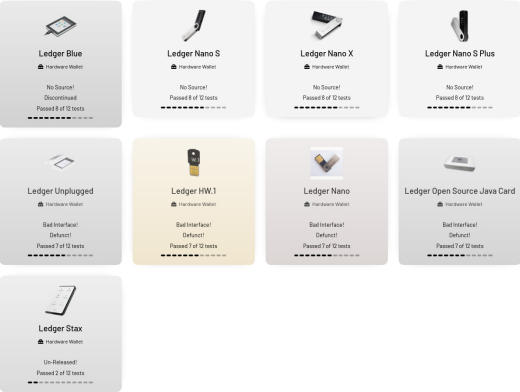 Ledger Blue
Hardware Wallet
No Source!
Discontinued
Passed 8 of 12 tests
Ledger Nano S
Hardware Wallet
No Source!
Passed 8 of 12 tests
Ledger Nano X
Hardware Wallet
No Source!
Passed 8 of 12 tests
Ledger Nano S Plus
Hardware Wallet
No Source!
Passed 8 of 12 tests
Ledger Unplugged
Hardware Wallet
Bad Interface!
Defunct!
Passed 7 of 12 tests
Ledger HW.1
Hardware Wallet
Bad Interface!
Defunct!
Passed 7 of 12 tests
Ledger Nano
Hardware Wallet
Bad Interface!
Defunct!
Passed 7 of 12 tests
Ledger Open Source Java Card
Hardware Wallet
Bad Interface!
Defunct!
Passed 7 of 12 tests
Ledger Stax
Hardware Wallet
Un-Released!
Passed 2 of 12 tests